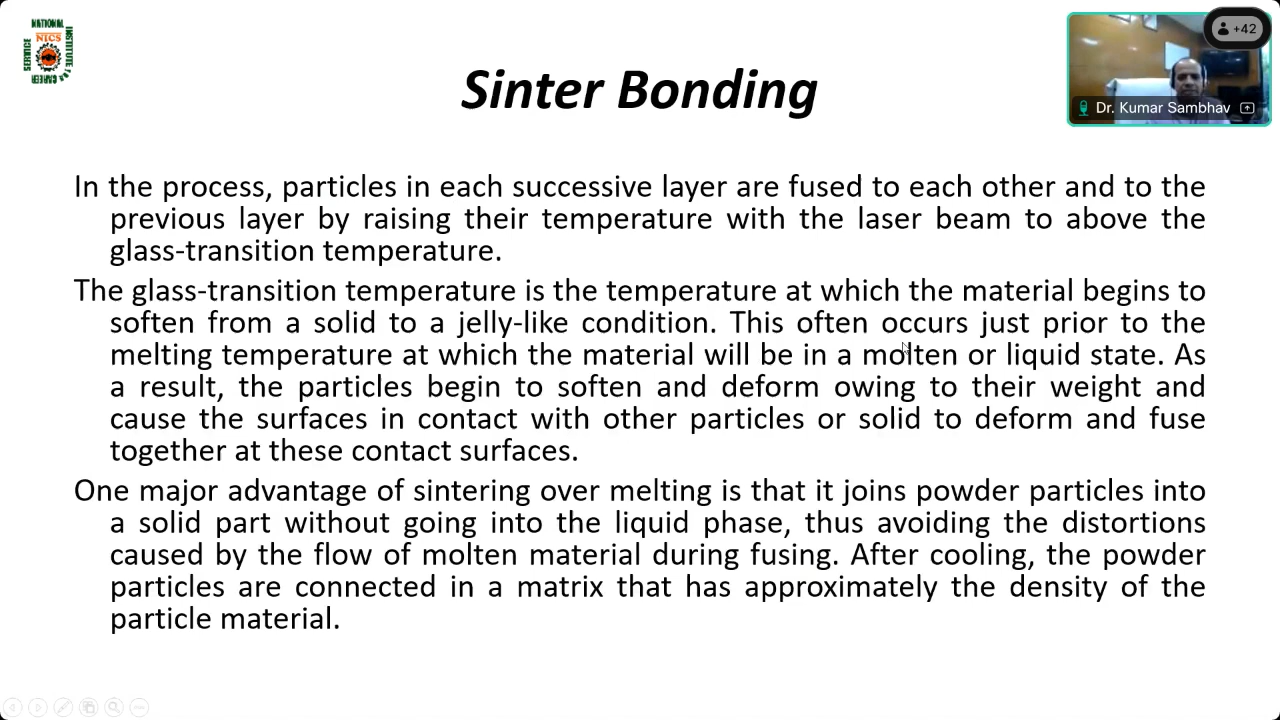 NATIONAL
INSTITUTE FOR
CAREER
SERVICE
NICS
+42
Dr. Kumar Sambhav
Sinter Bonding
In the process, particles in each successive layer are fused to each other and to the
previous layer by raising their temperature with the laser beam to above the
glass-transition temperature.
The glass-transition temperature is the temperature at which the material begins to
soften from a solid to a jelly-like condition. This often occurs just prior to the
melting temperature at which the material will be in a molten or liquid state. As
a result, the particles begin to soften and deform owing to their weight and
cause the surfaces in contact with other particles or solid to deform and fuse
together at these contact surfaces.
One major advantage of sintering over melting is that it joins powder particles into
a solid part without going into the liquid phase, thus avoiding the distortions
caused by the flow of molten material during fusing. After cooling, the powder
particles are connected in a matrix that has approximately the density of the
particle material.